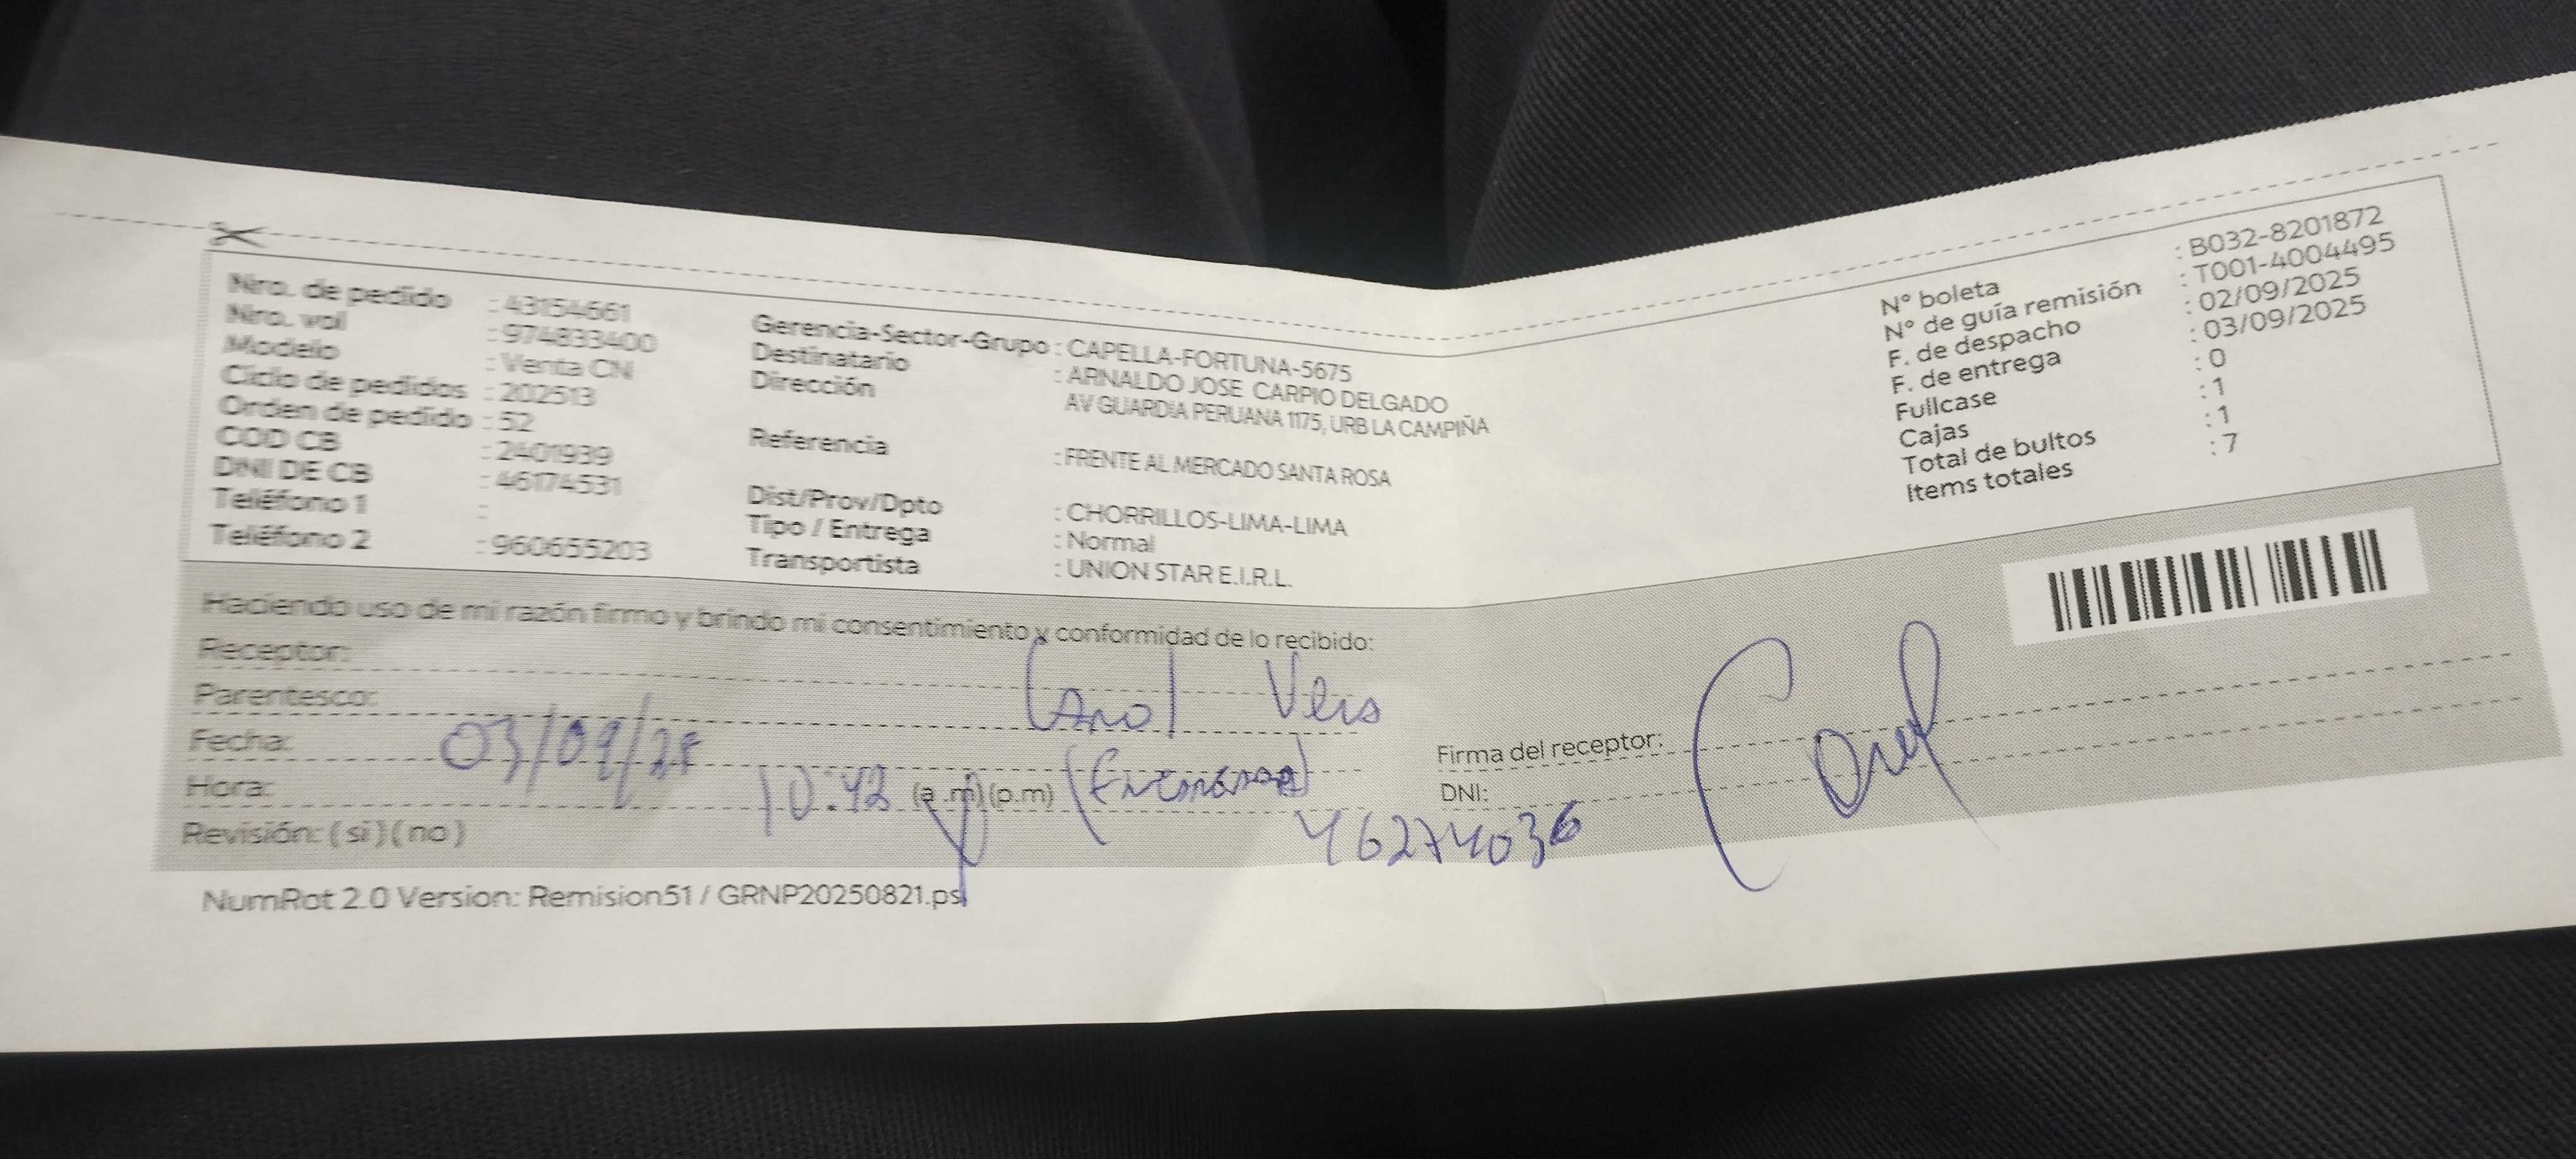 Nro. de pedido : 43154661
Nro. vol : 974833400
Modelo : Venta CN
Ciclo de pedidos : 202513
Orden de pedido : 52
COD CB : 2401939
DNI DE CB : 46174531
Teléfono 1 :
Teléfono 2 : 960655203
Gerencia-Sector-Grupo : CAPELLA-FORTUNA-5675
Destinatario : ARNALDO JOSE CARPIO DELGADO
Dirección AV GUARDIA PERUANA 1175, URB LA CAMPIÑA
Referencia : FRENTE AL MERCADO SANTA ROSA
Dist/Prov/Dpto : CHORRILLOS-LIMA-LIMA
Tipo / Entrega : Normal
Transportista : UNION STAR E.I.R.L.
N° boleta : B032-8201872
N° de guía remisión : T001-4004495
F. de despacho : 02/09/2025
F. de entrega : 03/09/2025
Fullcase : 0
Cajas : 1
Total de bultos : 1
Items totales : 7
Haciendo uso de mi razón firmo y brindo mi consentimiento y conformidad de lo recibido:
Receptor: Carol
Parentesco:
Fecha: 03/09/25
Hora: 10:42 (a.m)(p.m)
Revisión: (si)(no)
Firma del receptor: Carol
DNI: 46274036
NumRot 2.0 Version: Remision51 / GRNP20250821.ps